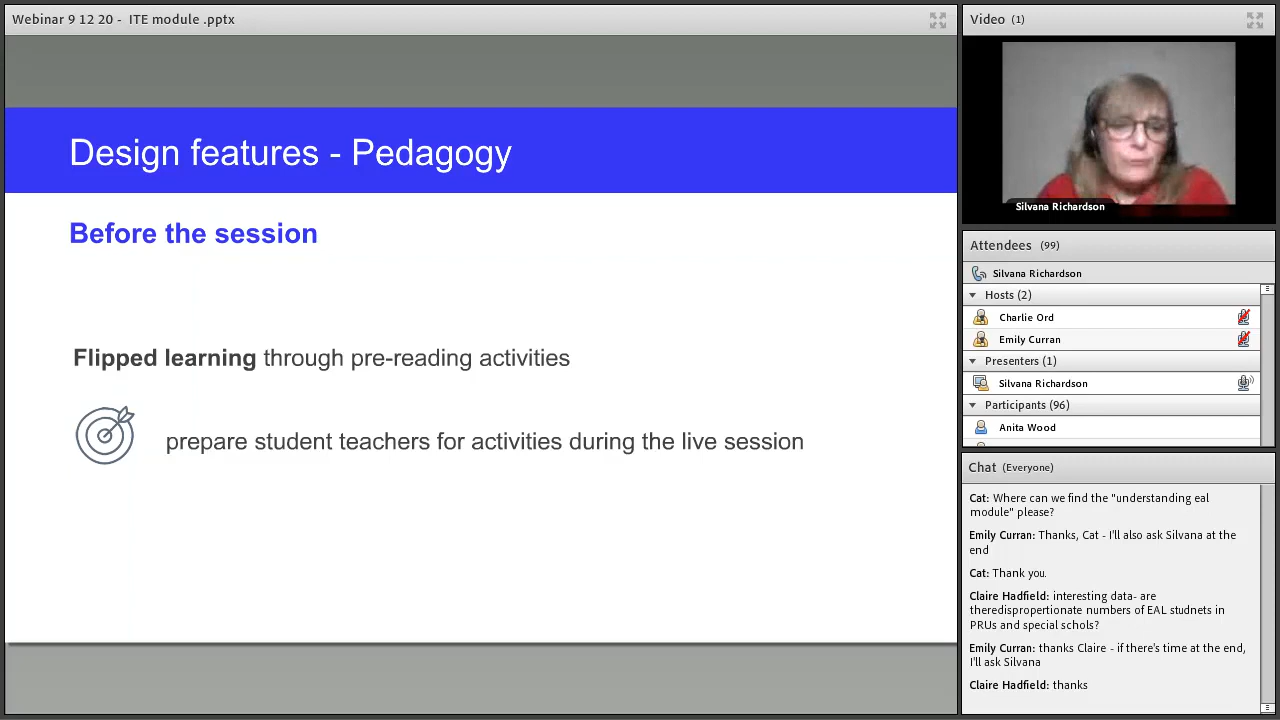 Webinar 9 12 20 - ITE module .pptx
Design features - Pedagogy
Before the session
Flipped learning through pre-reading activities
prepare student teachers for activities during the live session
Video (1)
Silvana Richardson
Attendees (99)
Silvana Richardson
Hosts (2)
Charlie Ord
Emily Curran
Presenters (1)
Silvana Richardson
Participants (96)
Anita Wood
Chat (Everyone)
Cat: Where can we find the "understanding eal
module" please?
Emily Curran: Thanks, Cat - I'll also ask Silvana at the
end
Cat: Thank you.
Claire Hadfield: interesting data- are
theredispropertionate numbers of EAL studnets in
PRUs and special schols?
Emily Curran: thanks Claire - if there's time at the end,
I'll ask Silvana
Claire Hadfield: thanks